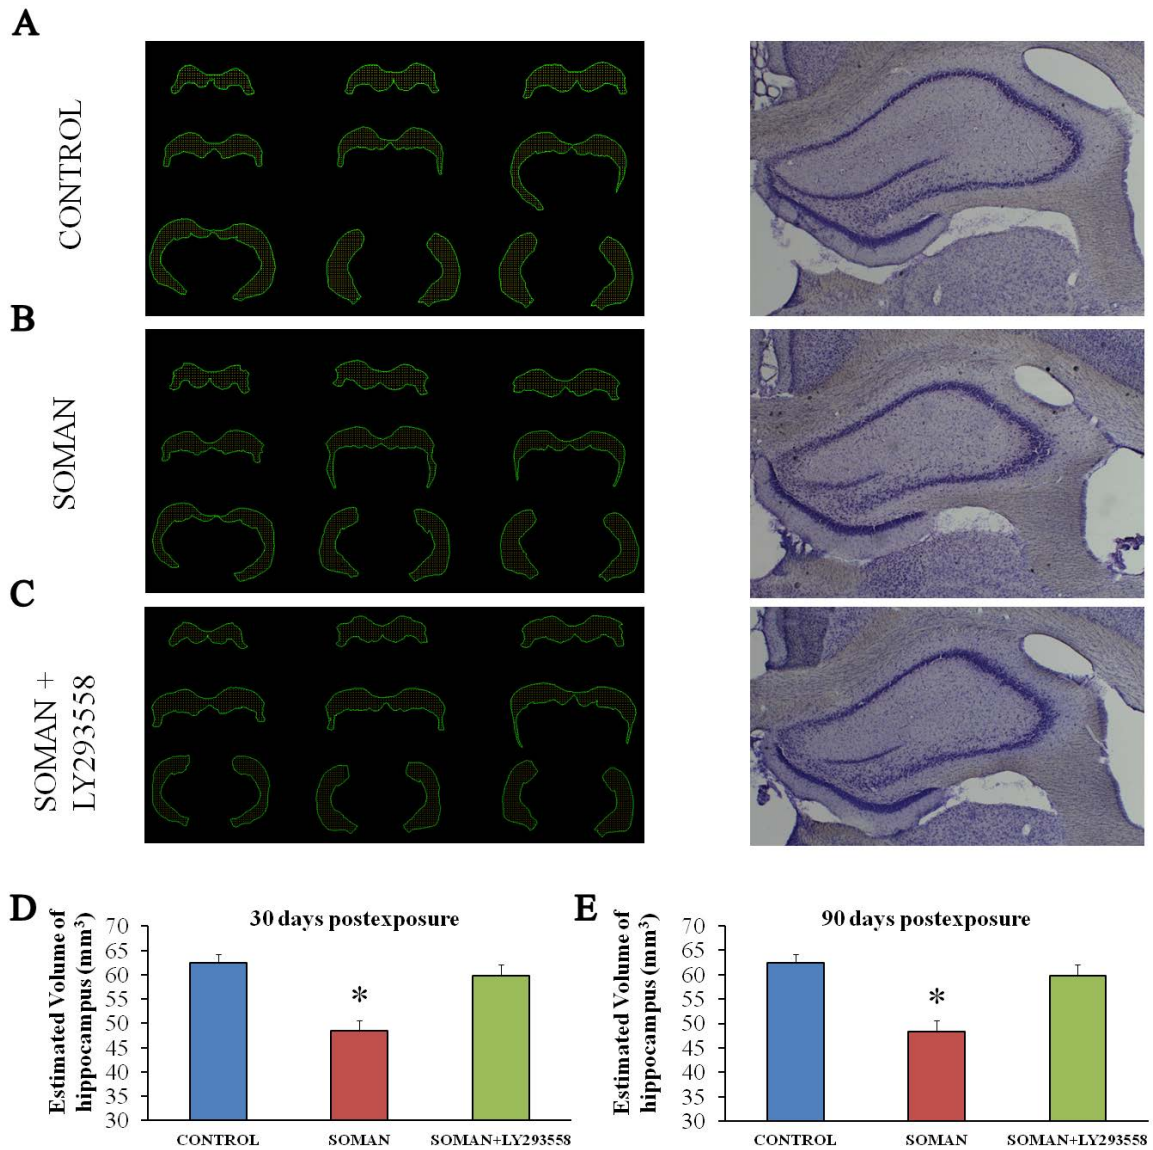 A
CONTROL
B
SOMAN
C
SOMAN +
LY293558
D
30 days postexposure
Estimated Volume of
hippocampus (mm³)
70
65
60
55
50
45
40
35
30
*
CONTROL SOMAN SOMAN+LY293558
E
90 days postexposure
Estimated Volume of
hippocampus (mm³)
70
65
60
55
50
45
40
35
30
*
CONTROL SOMAN SOMAN+LY293558